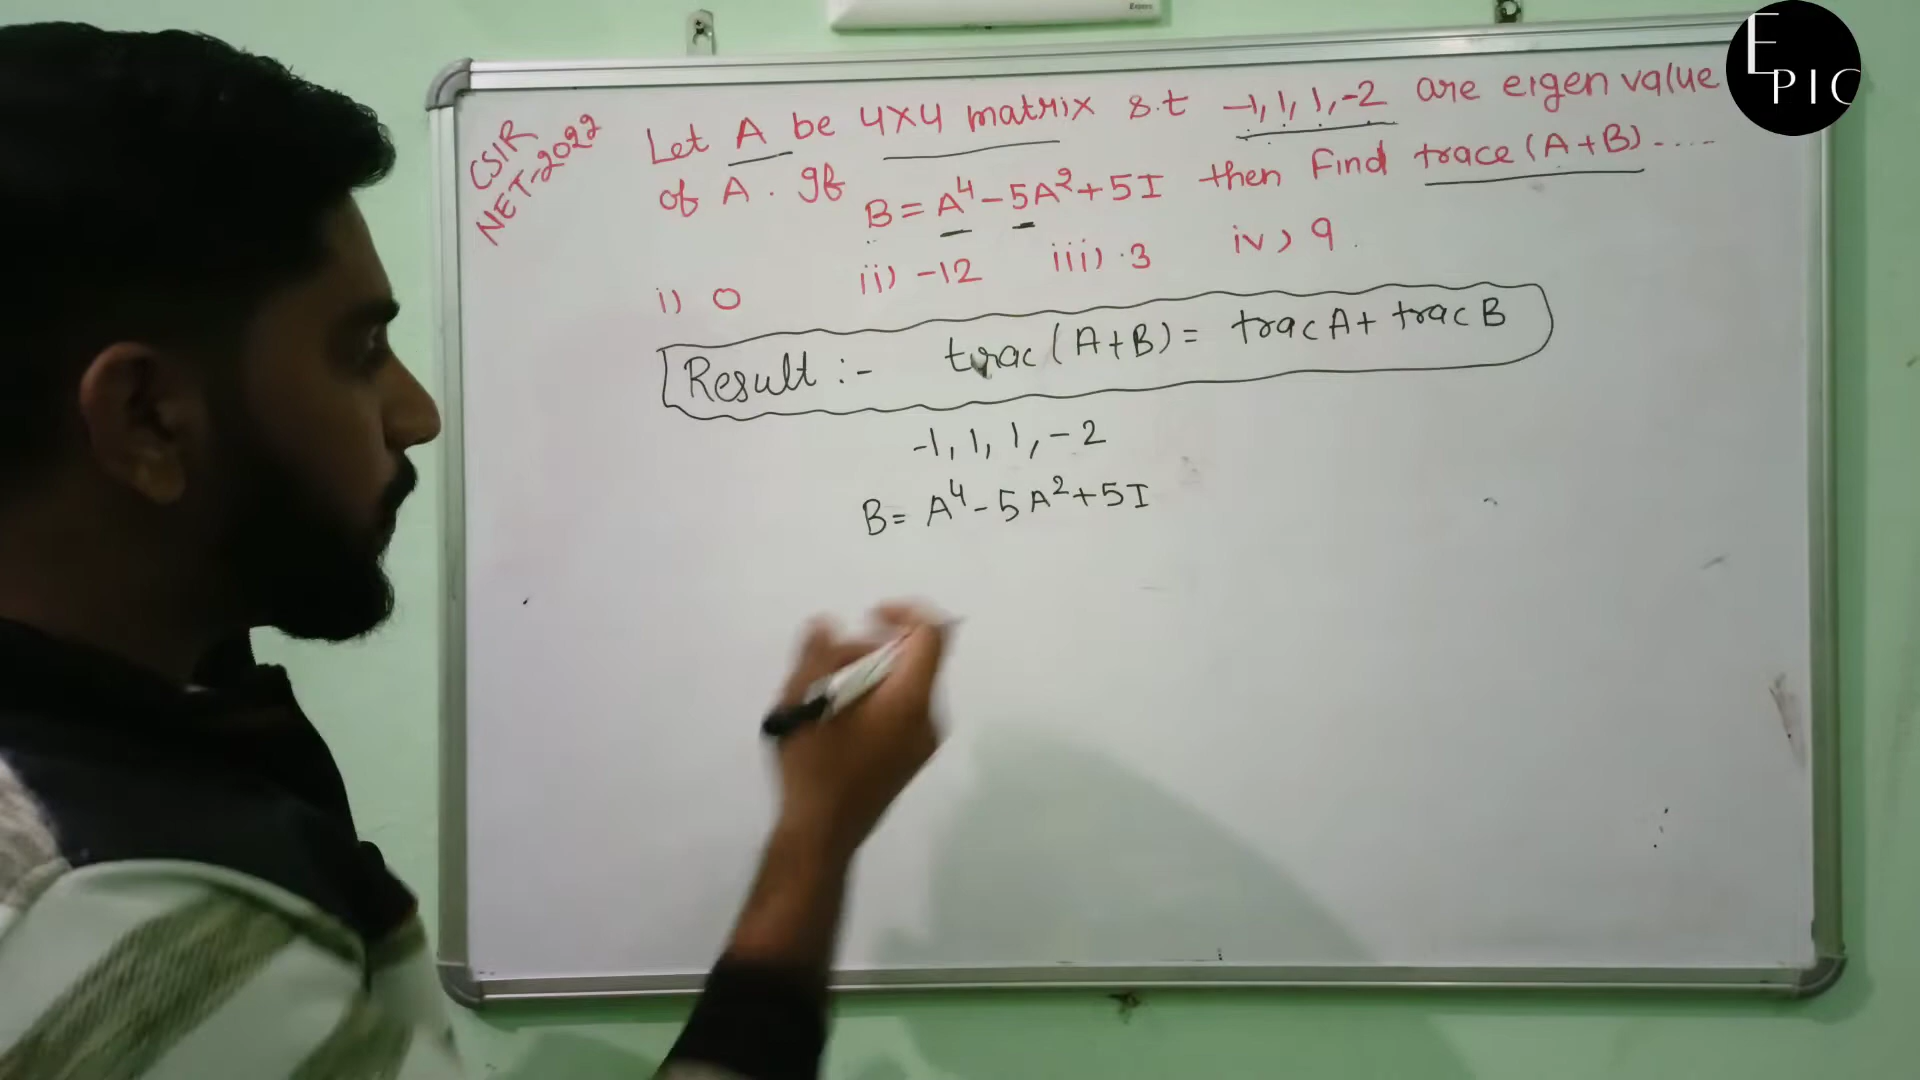 CSIR
NET-2022
Let A be 4x4 matrix s.t -1, 1, 1, -2 are eigen value
of A. If B = A⁴-5A²+5I then Find trace (A+B)....
i) 0 ii) -12 iii) 3 iv) 9
Result :- trac (A+B) = trac A + trac B
-1, 1, 1, -2
B = A⁴-5A²+5I
EPIC